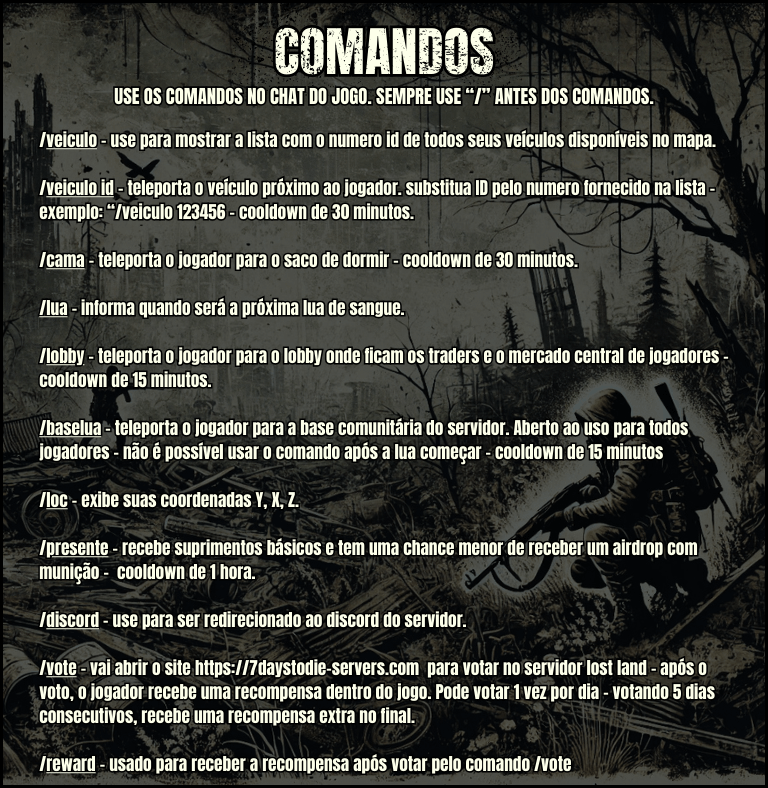 COMANDOS
USE OS COMANDOS NO CHAT DO JOGO. SEMPRE USE “/” ANTES DOS COMANDOS.
/veiculo - use para mostrar a lista com o numero id de todos seus veículos disponíveis no mapa.
/veiculo id - teleporta o veículo próximo ao jogador. substitua ID pelo numero fornecido na lista -
exemplo: “/veiculo 123456 - cooldown de 30 minutos.
/cama - teleporta o jogador para o saco de dormir - cooldown de 30 minutos.
/lua - informa quando será a próxima lua de sangue.
/lobby - teleporta o jogador para o lobby onde ficam os traders e o mercado central de jogadores -
cooldown de 15 minutos.
/baselua - teleporta o jogador para a base comunitária do servidor. Aberto ao uso para todos
jogadores - não é possível usar o comando após a lua começar - cooldown de 15 minutos
/loc - exibe suas coordenadas Y, X, Z.
/presente - recebe suprimentos básicos e tem uma chance menor de receber um airdrop com
munição -  cooldown de 1 hora.
/discord - use para ser redirecionado ao discord do servidor.
/vote - vai abrir o site https://7daystodie-servers.com  para votar no servidor lost land - após o
voto, o jogador recebe uma recompensa dentro do jogo. Pode votar 1 vez por dia - votando 5 dias
consecutivos, recebe uma recompensa extra no final.
/reward - usado para receber a recompensa após votar pelo comando /vote